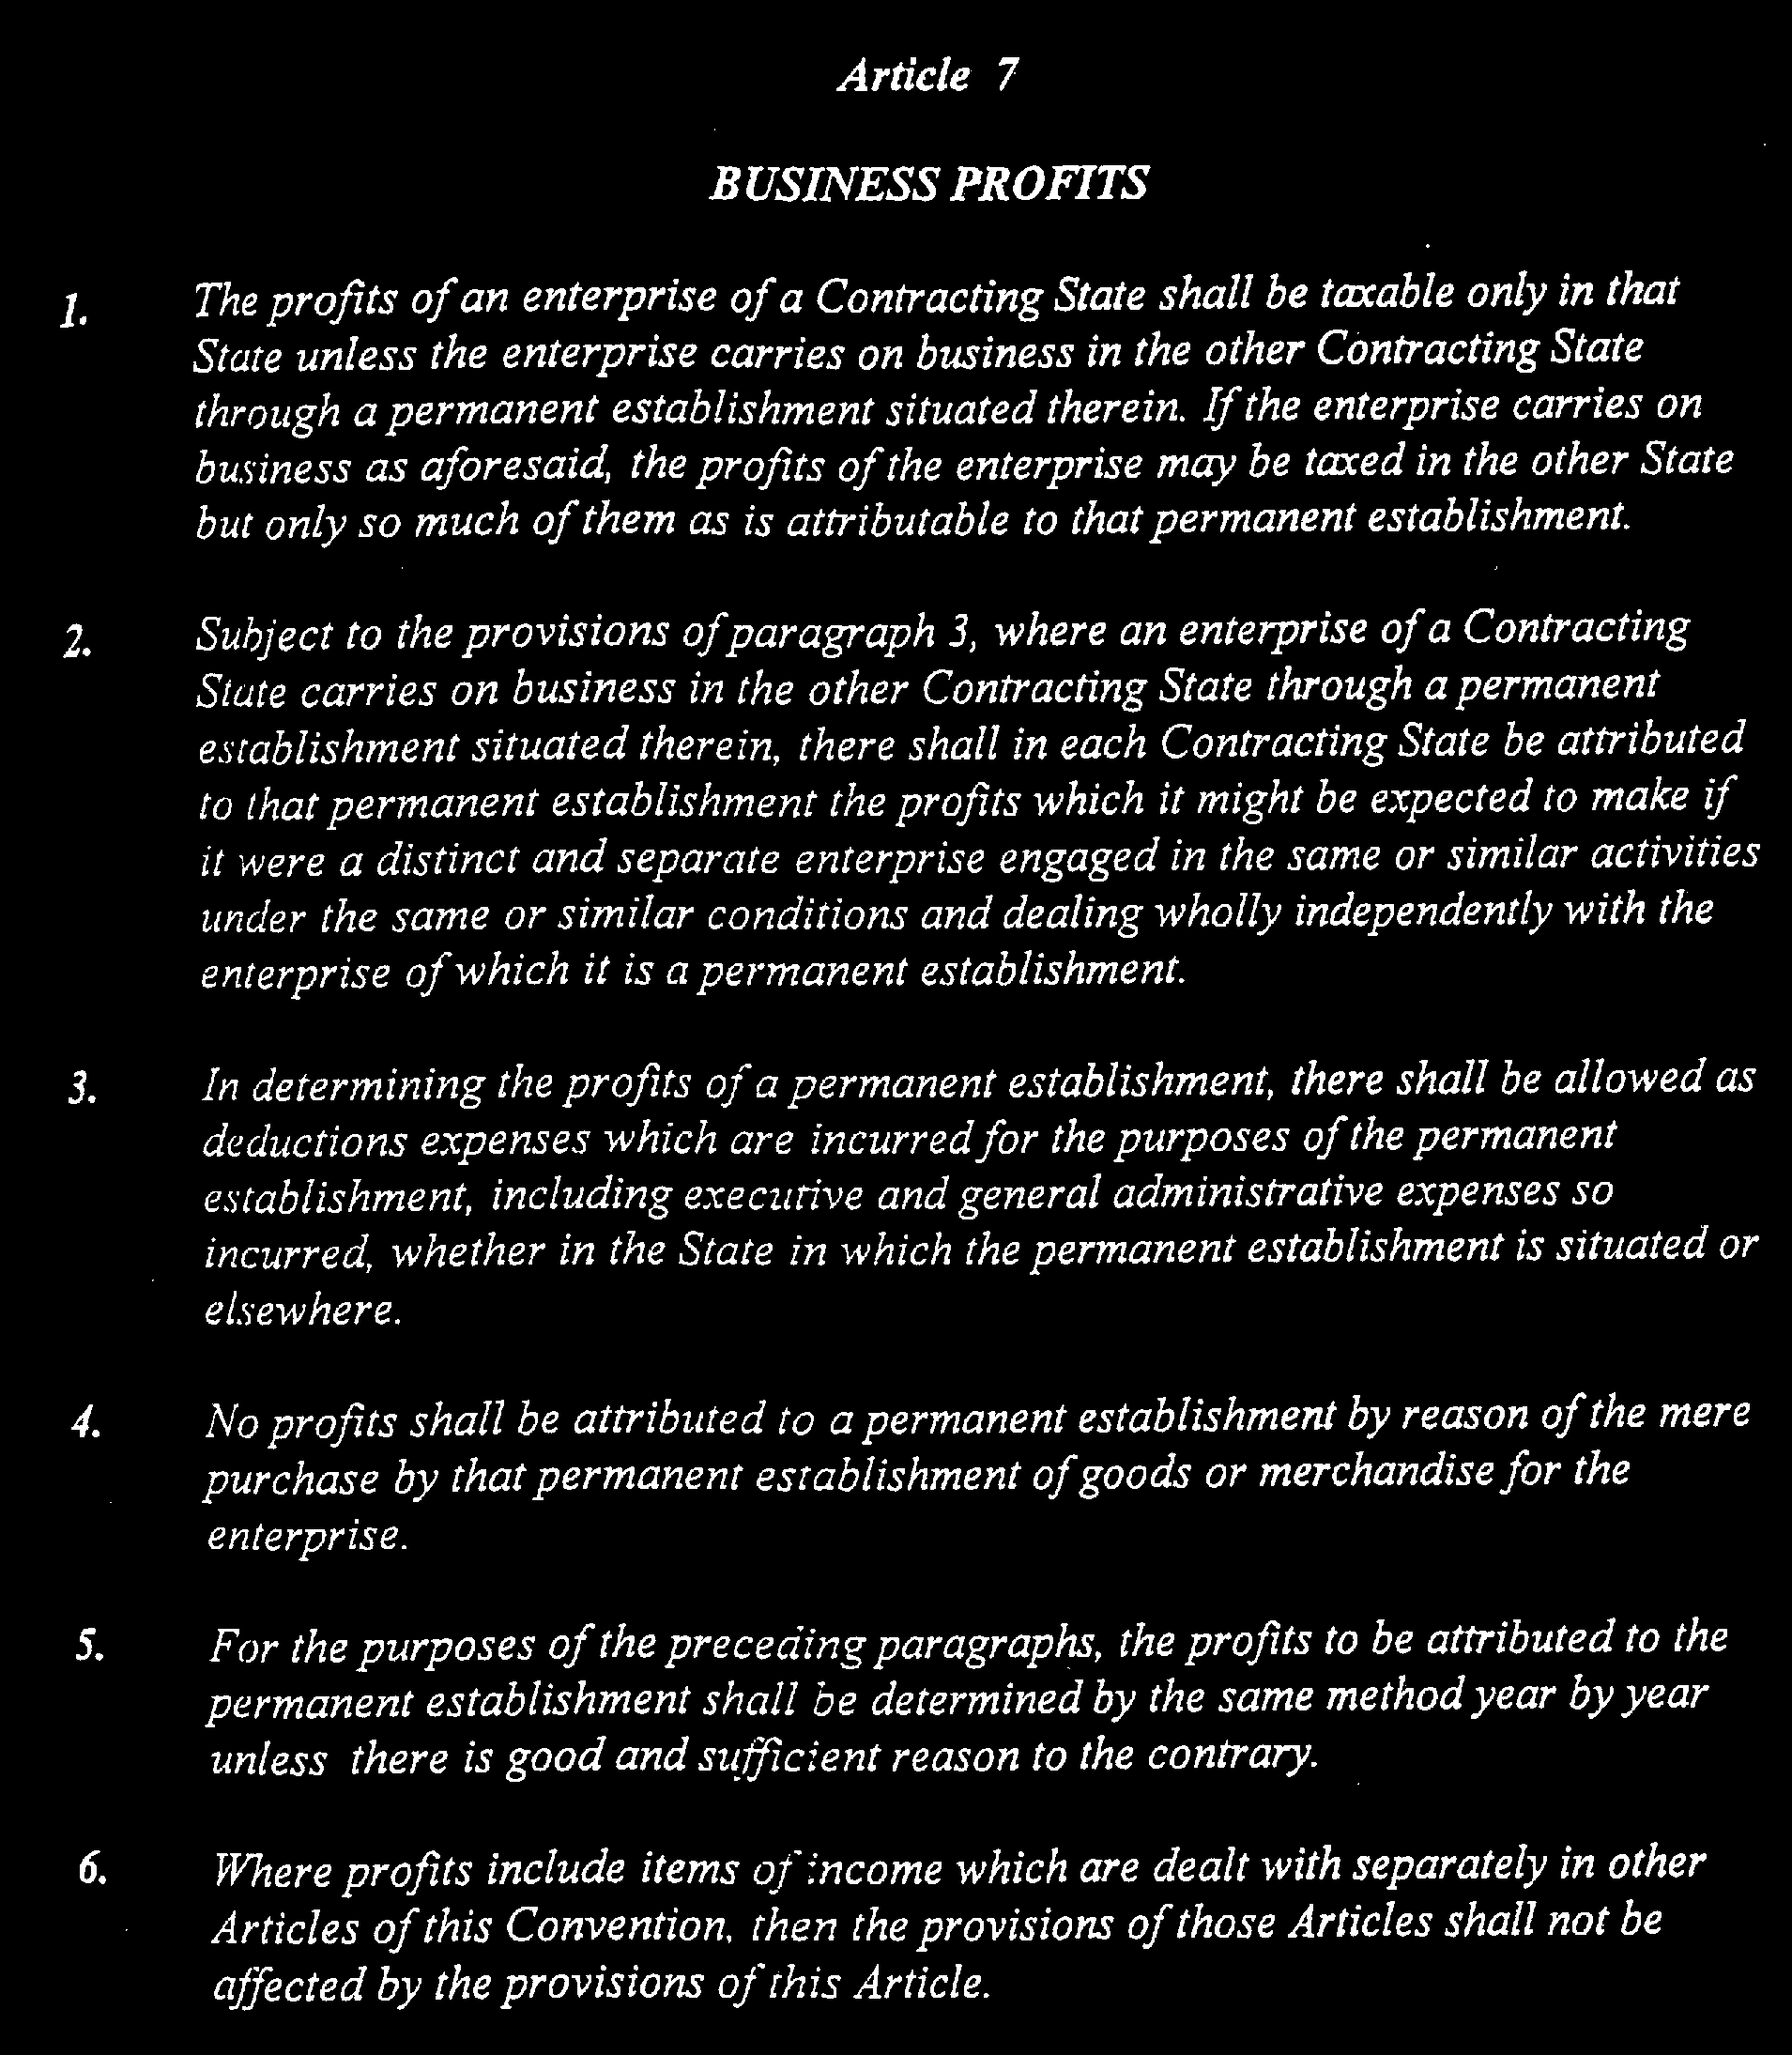 Article 7
BUSINESS PROFITS
1. The profits of an enterprise of a Contracting State shall be taxable only in that
State unless the enterprise carries on business in the other Contracting State
through a permanent establishment situated therein. If the enterprise carries on
business as aforesaid, the profits of the enterprise may be taxed in the other State
but only so much of them as is attributable to that permanent establishment.
2. Subject to the provisions of paragraph 3, where an enterprise of a Contracting
State carries on business in the other Contracting State through a permanent
establishment situated therein, there shall in each Contracting State be attributed
to that permanent establishment the profits which it might be expected to make if
it were a distinct and separate enterprise engaged in the same or similar activities
under the same or similar conditions and dealing wholly independently with the
enterprise of which it is a permanent establishment.
3. In determining the profits of a permanent establishment, there shall be allowed as
deductions expenses which are incurred for the purposes of the permanent
establishment, including executive and general administrative expenses so
incurred, whether in the State in which the permanent establishment is situated or
elsewhere.
4. No profits shall be attributed to a permanent establishment by reason of the mere
purchase by that permanent establishment of goods or merchandise for the
enterprise.
5. For the purposes of the preceding paragraphs, the profits to be attributed to the
permanent establishment shall be determined by the same method year by year
unless there is good and sufficient reason to the contrary.
6. Where profits include items of income which are dealt with separately in other
Articles of this Convention, then the provisions of those Articles shall not be
affected by the provisions of this Article.